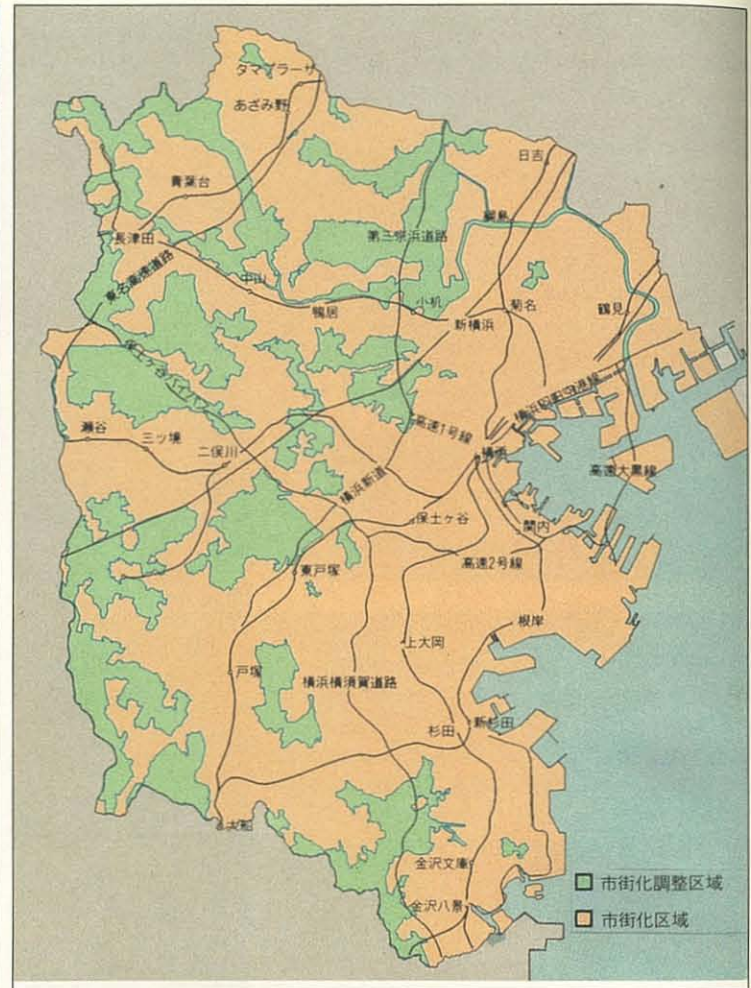 タマプラーザ
あざみ野
日吉
青葉台
綱島
長津田
第三京浜道路
東名高速道路
中山
小机
菊名
鶴見
鴨居
新横浜
保土ヶ谷バイパス
横浜羽田空港線
瀬谷
三ッ境
二俣川
高速1号線
横浜
横浜新道
高速大黒線
保土ヶ谷
関内
高速2号線
東戸塚
根岸
上大岡
戸塚
横浜横須賀道路
杉田
新杉田
大船
金沢文庫
金沢八景
市街化調整区域
市街化区域